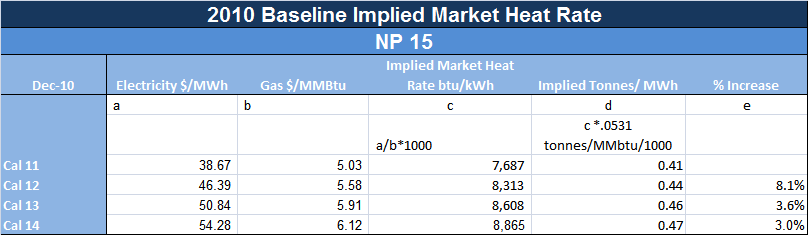 2010 Baseline Implied Market Heat Rate
NP 15
Implied Market Heat
Dec-10 Electricity $/MWh Gas $/MMBtu Rate btu/kWh Implied Tonnes/ MWh % Increase
a b c d e
c *.0531
a/b*1000 tonnes/MMbtu/1000
Cal 11 38.67 5.03 7,687 0.41
Cal 12 46.39 5.58 8,313 0.44 8.1%
Cal 13 50.84 5.91 8,608 0.46 3.6%
Cal 14 54.28 6.12 8,865 0.47 3.0%